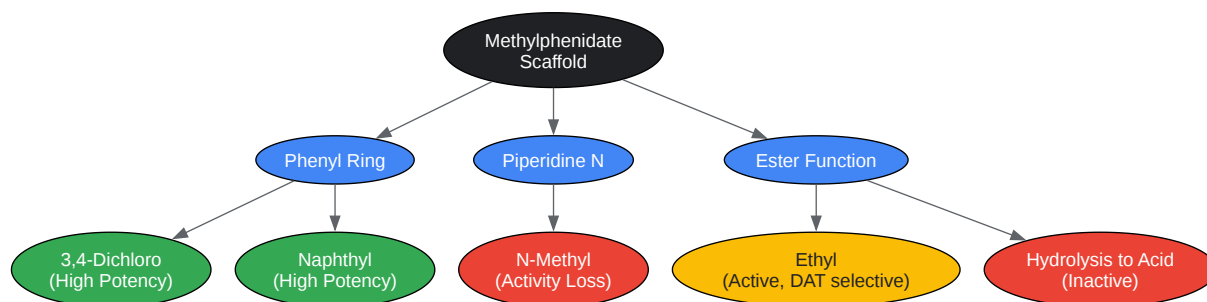 Methylphenidate
Scaffold
Phenyl Ring
Piperidine N
Ester Function
3,4-Dichloro
(High Potency)
Naphthyl
(High Potency)
N-Methyl
(Activity Loss)
Ethyl
(Active, DAT selective)
Hydrolysis to Acid
(Inactive)